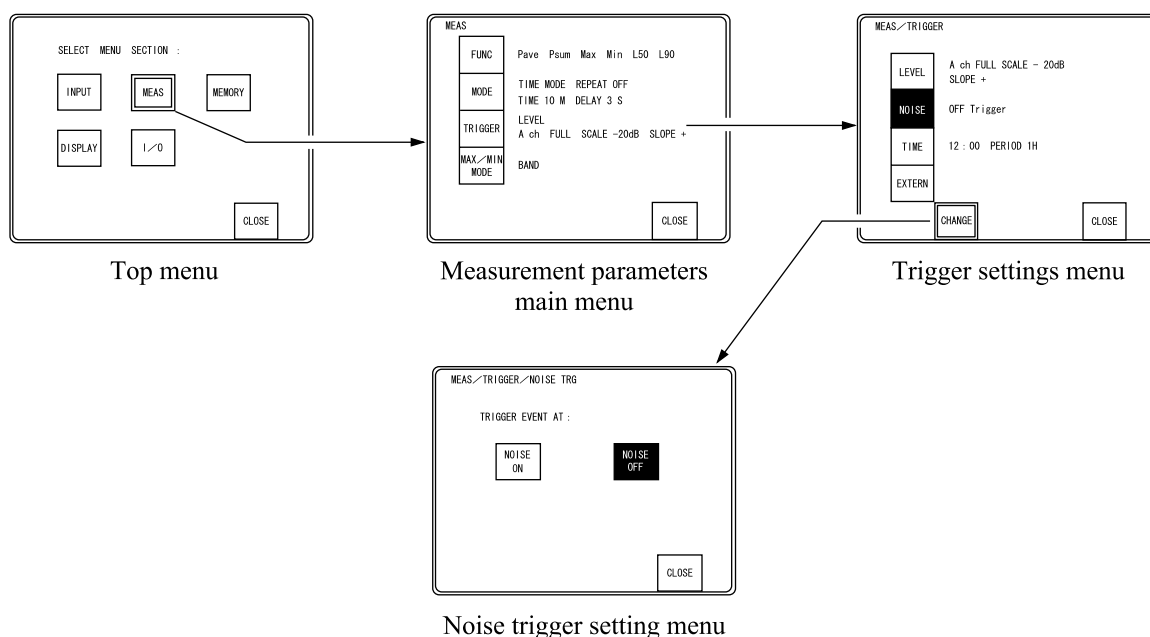 SELECT MENU SECTION :
INPUT
MEAS
MEMORY
DISPLAY
I/O
CLOSE
Top menu
MEAS
FUNC
Pave Psum Max Min L50 L90
MODE
TIME MODE REPEAT OFF
TIME 10 M DELAY 3 S
TRIGGER
LEVEL
A ch FULL SCALE -20dB SLOPE +
MAX/MIN
MODE
BAND
CLOSE
Measurement parameters
main menu
MEAS/TRIGGER
LEVEL
A ch FULL SCALE - 20dB
SLOPE +
NOISE
OFF Trigger
TIME
12 : 00 PERIOD 1H
EXTERN
CHANGE
CLOSE
Trigger settings menu
MEAS/TRIGGER/NOISE TRG
TRIGGER EVENT AT :
NOISE
ON
NOISE
OFF
CLOSE
Noise trigger setting menu